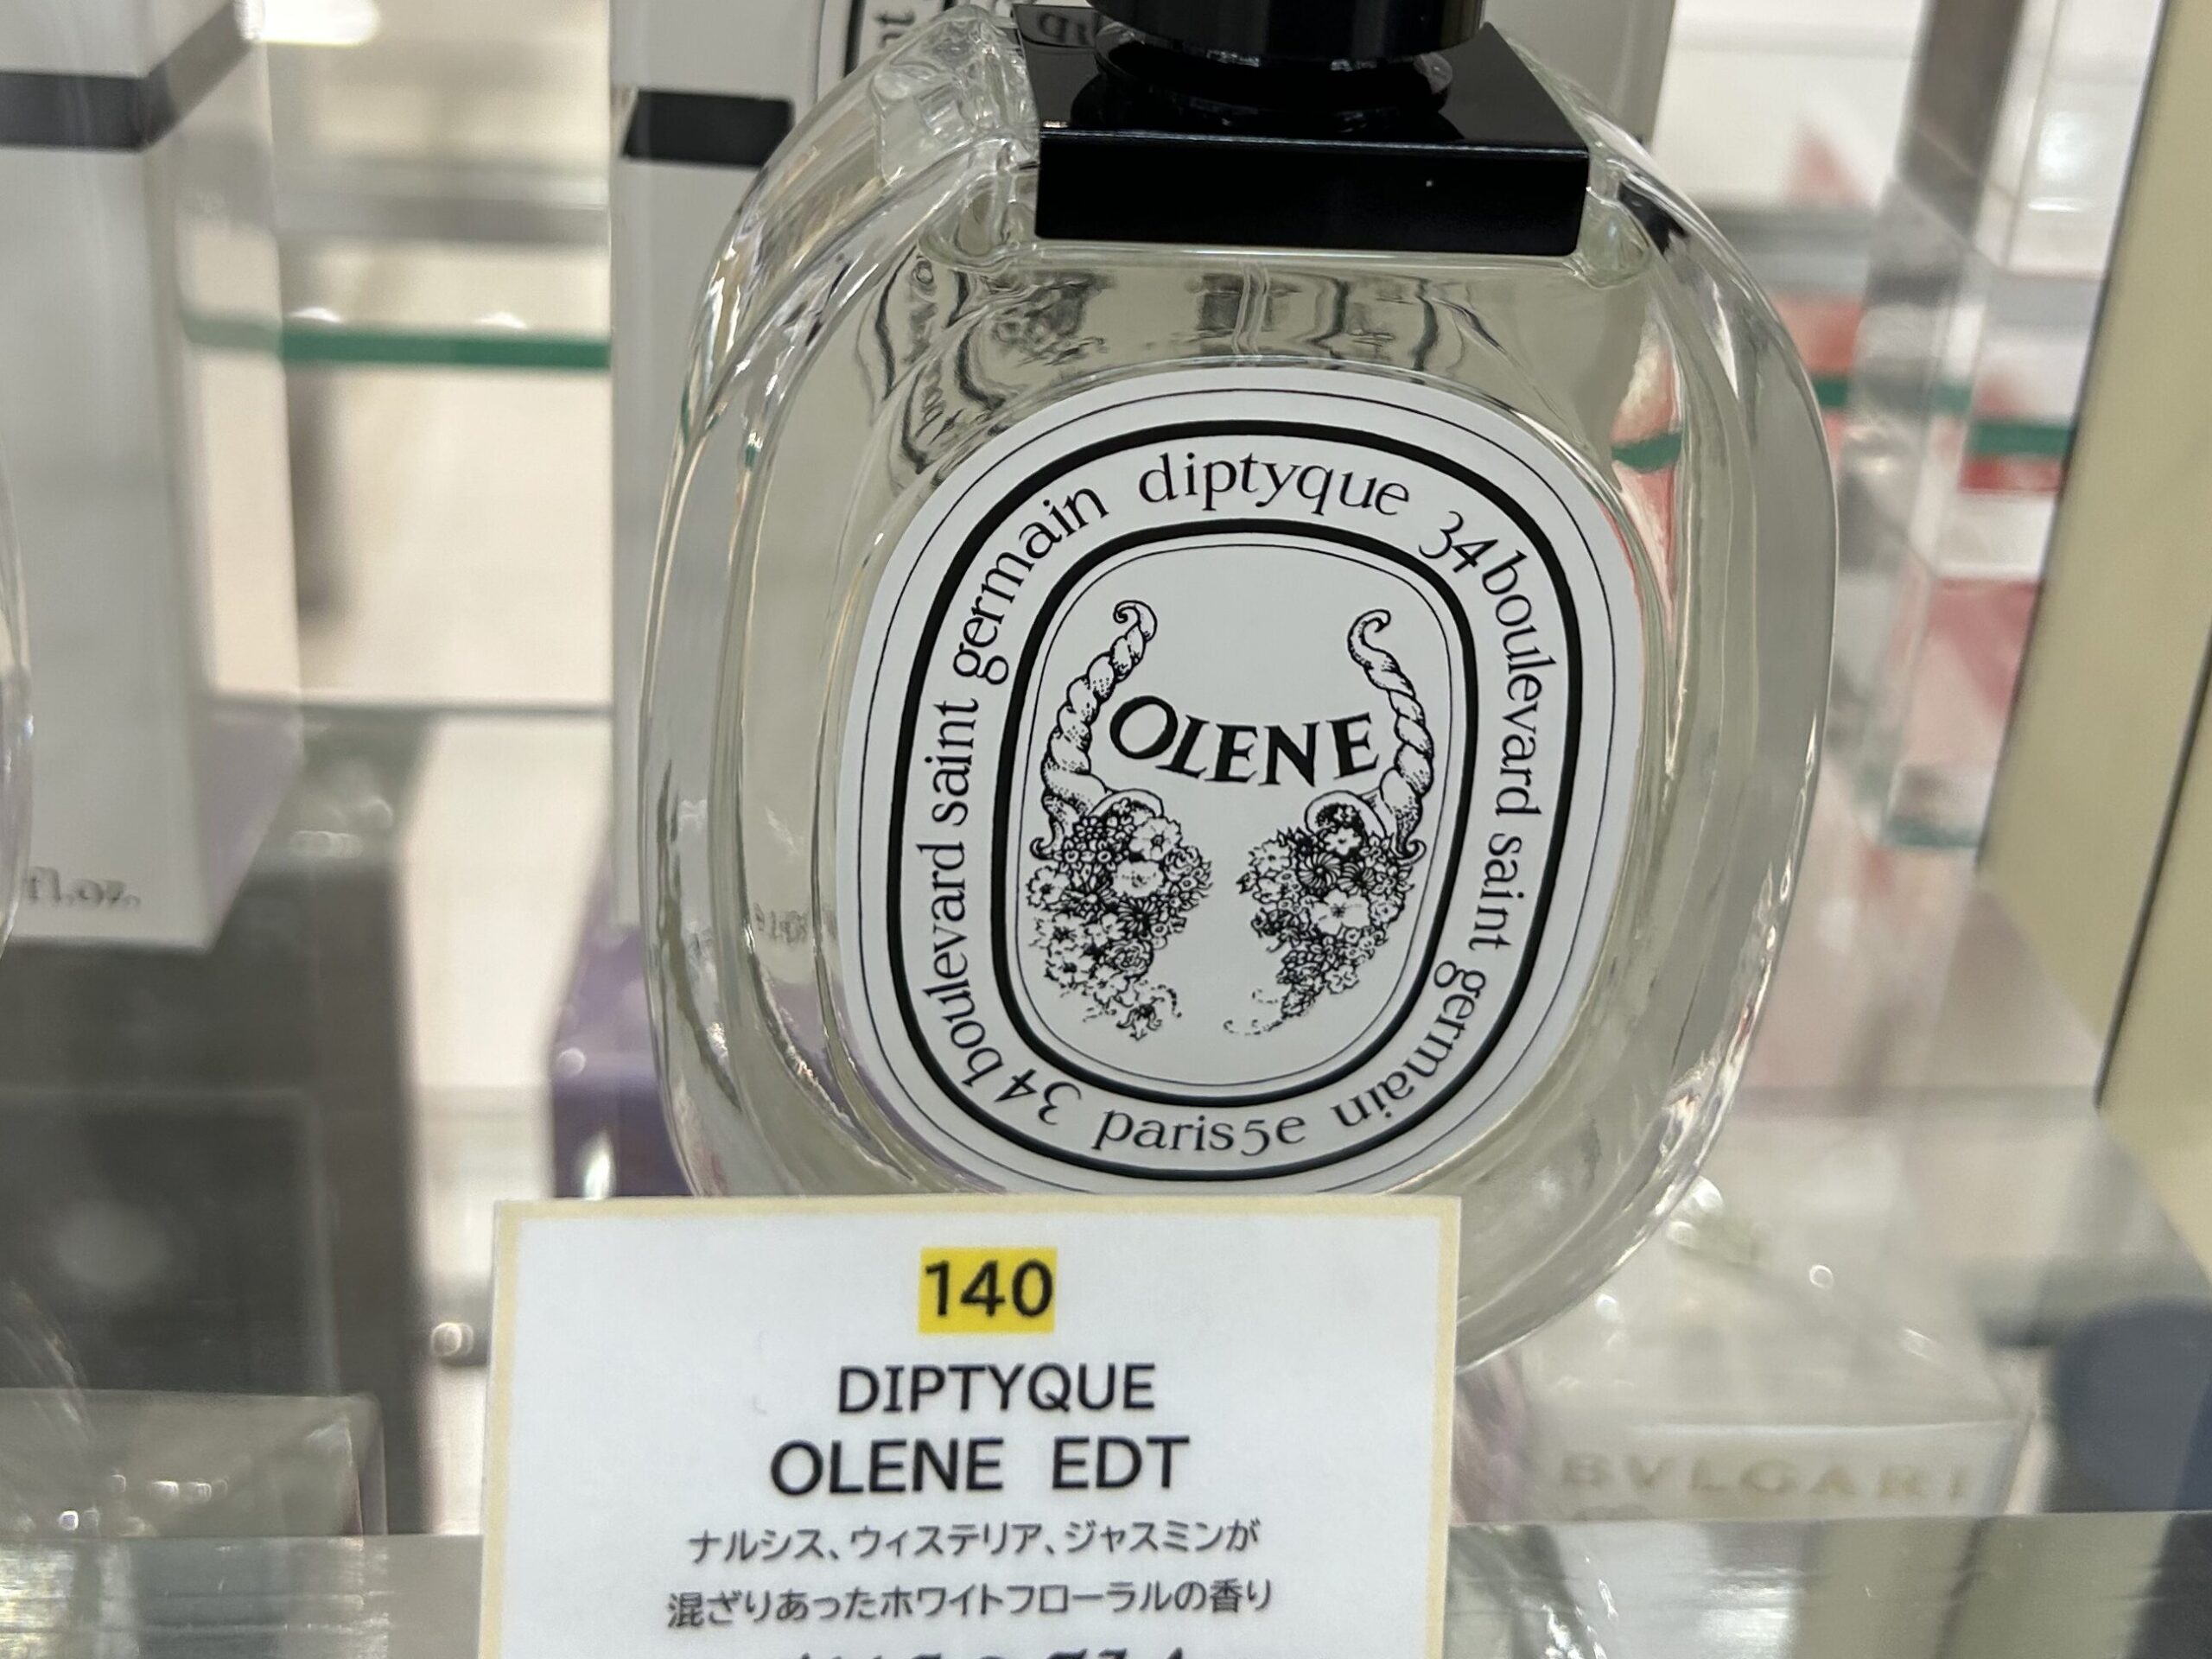 diptyque 34 boulevard saint germain paris 5e 34 boulevard saint germain
OLENE
140
DIPTYQUE
OLENE EDT
ナルシス、ウィステリア、ジャスミンが
混ざりあったホワイトフローラルの香り
BVLGARI
fl.oz.